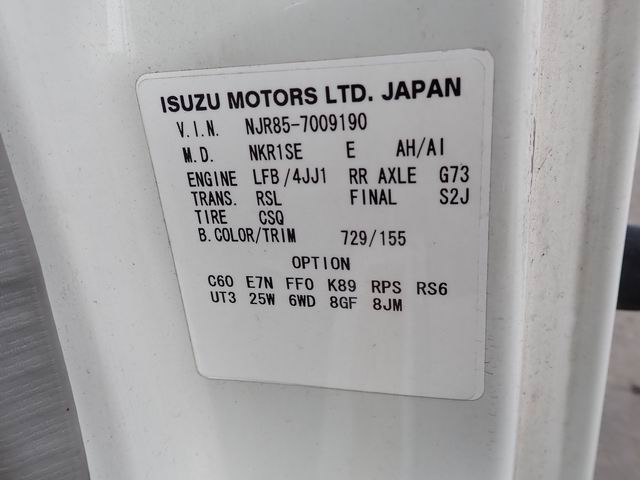 ISUZU MOTORS LTD. JAPAN
V.I.N. NJR85-7009190
M.D. NKR1SE E AH/AI
ENGINE LFB/4JJ1 RR AXLE G73
TRANS. RSL FINAL S2J
TIRE CSQ
B.COLOR/TRIM 729/155
OPTION
C60 E7N FF0 K89 RPS RS6
UT3 25W 6WD 8GF 8JM